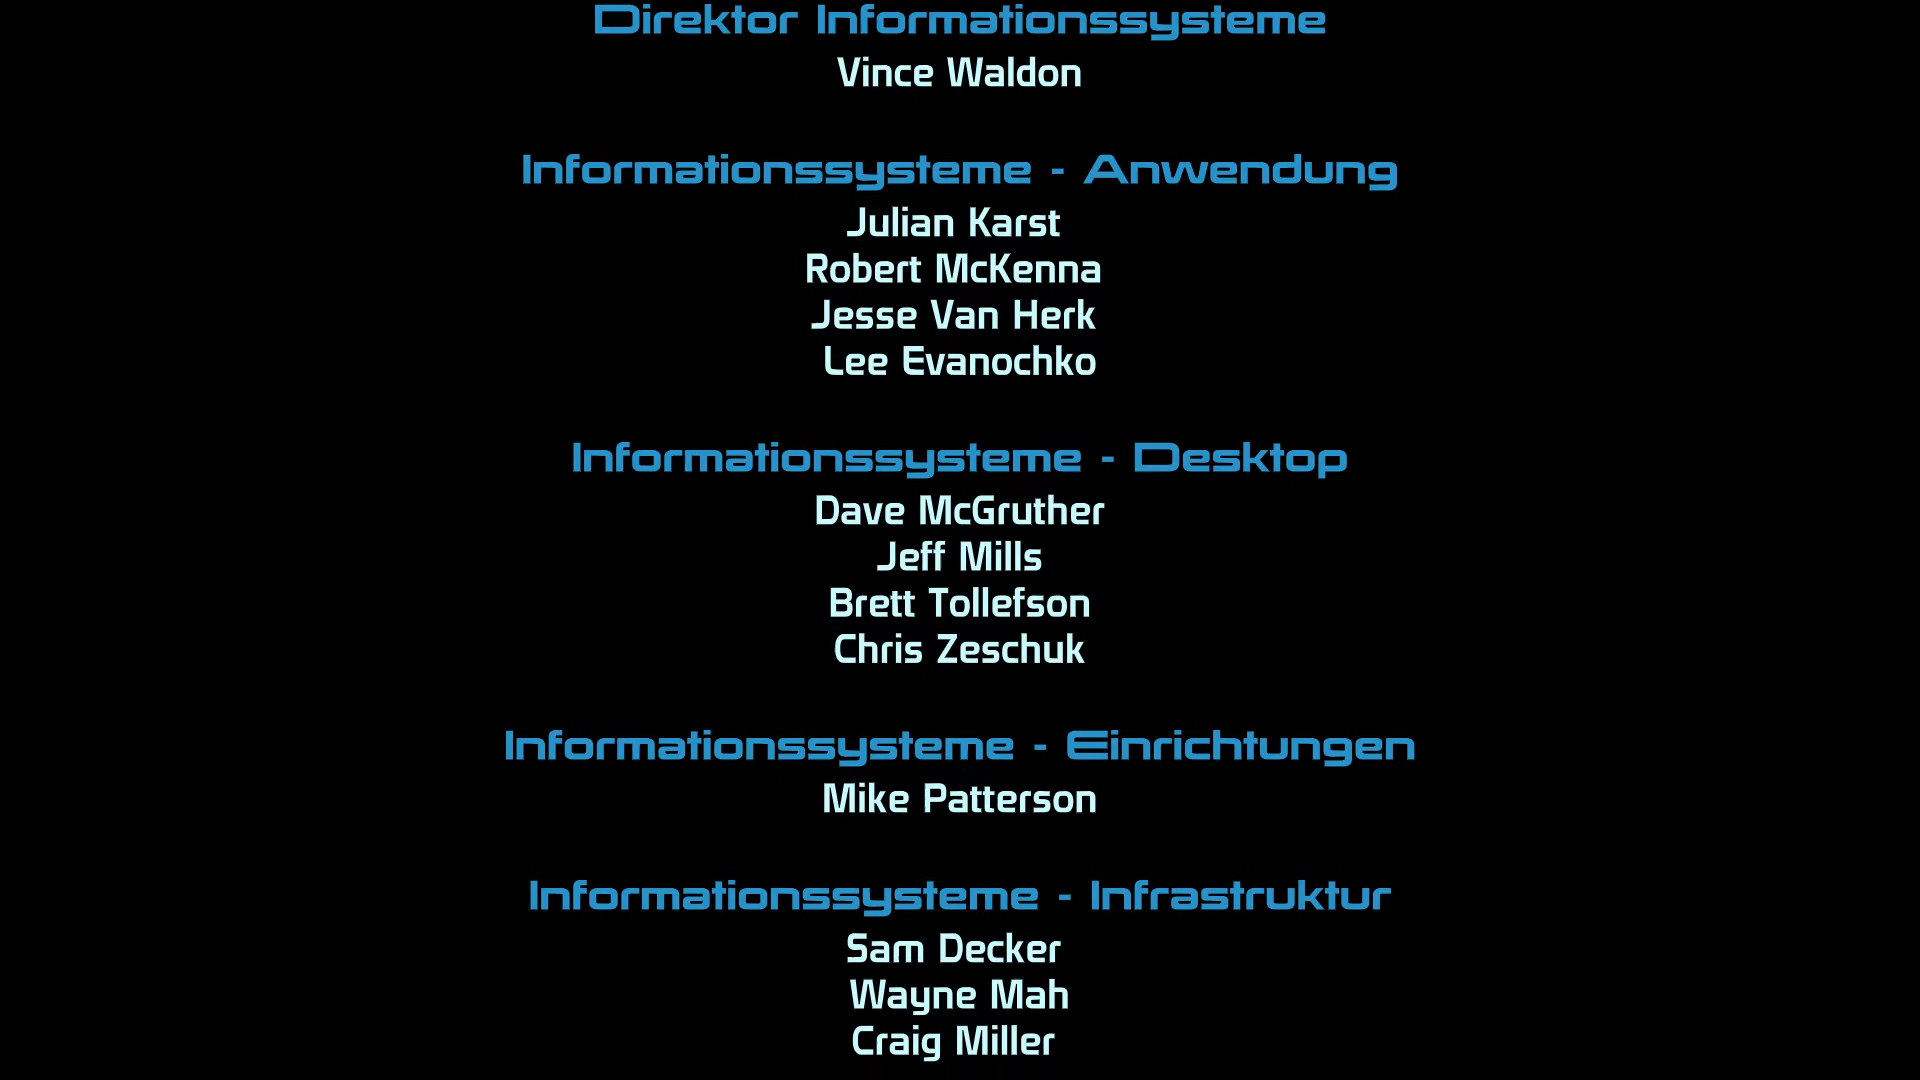 Direktor Informationssysteme
Vince Waldon
Informationssysteme - Anwendung
Julian Karst
Robert McKenna
Jesse Van Herk
Lee Evanochko
Informationssysteme - Desktop
Dave McGruther
Jeff Mills
Brett Tollefson
Chris Zeschuk
Informationssysteme - Einrichtungen
Mike Patterson
Informationssysteme - Infrastruktur
Sam Decker
Wayne Mah
Craig Miller